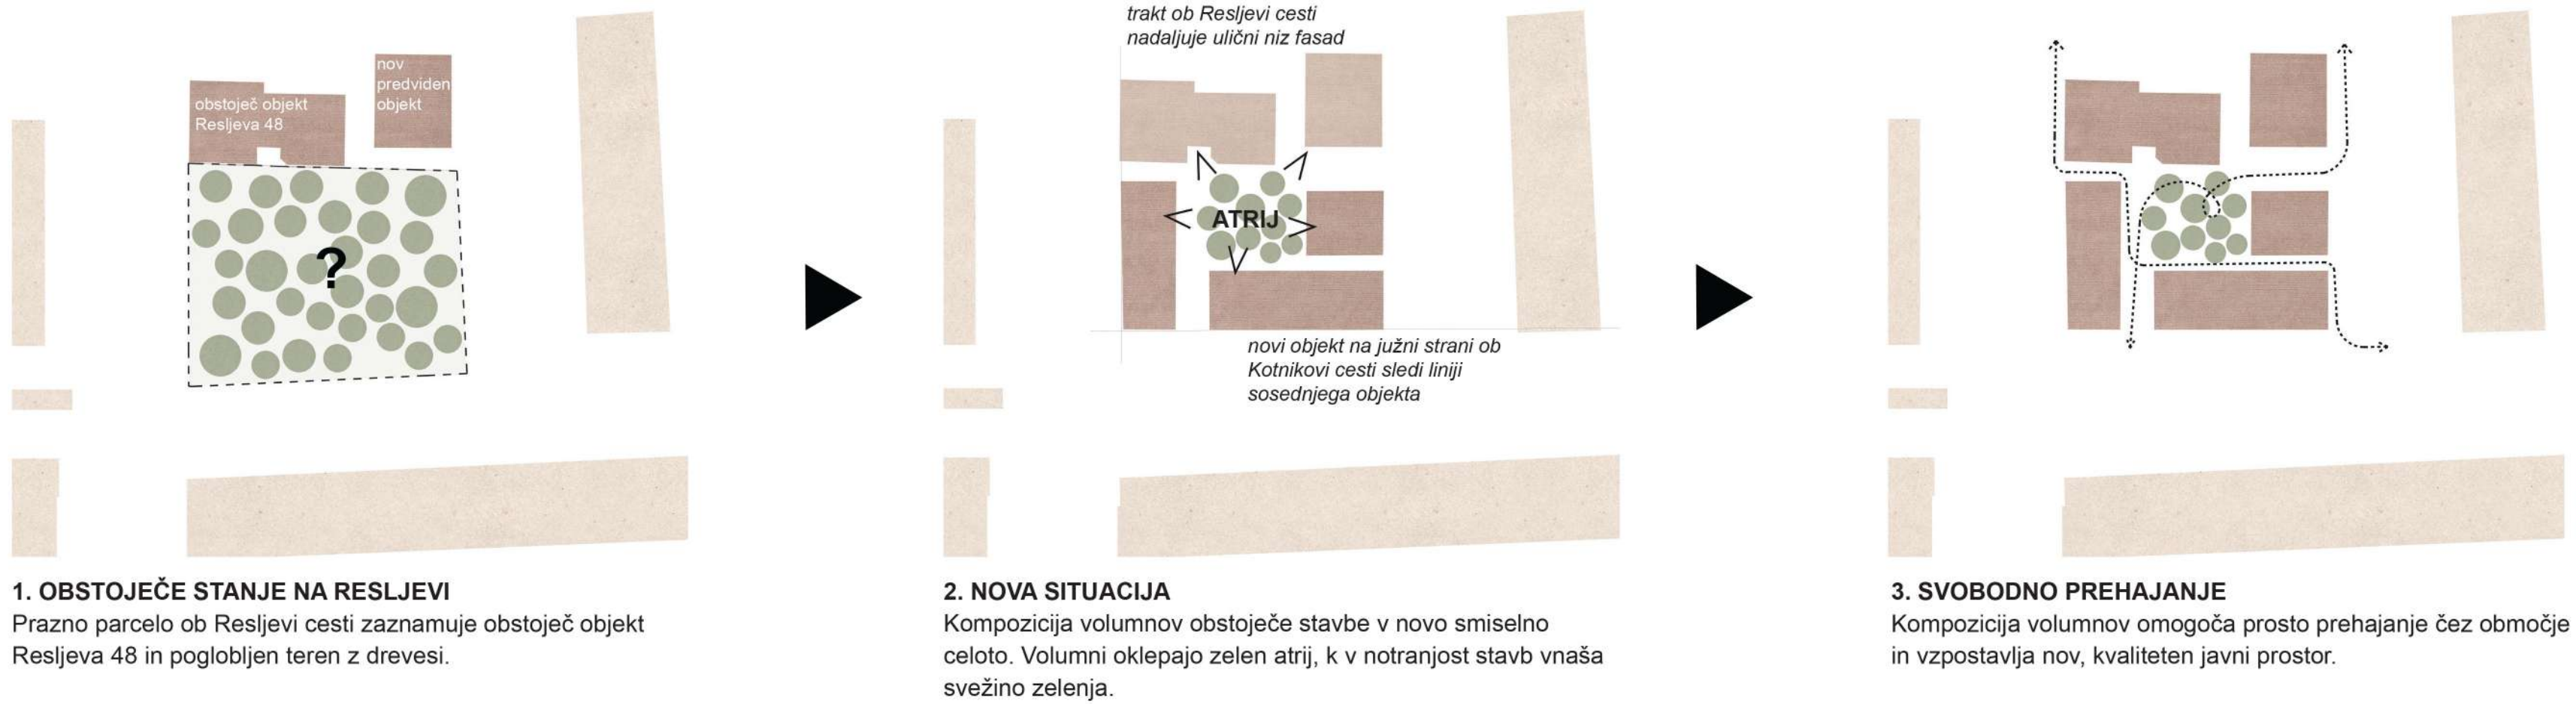 nov
predviden
objekt
obstoječ objekt
Resljeva 48
?
1. OBSTOJEČE STANJE NA RESLJEVI
Prazno parcelo ob Resljevi cesti zaznamuje obstoječ objekt
Resljeva 48 in poglobljen teren z drevesi.
trakt ob Resljevi cesti
nadaljuje ulični niz fasad
ATRIJ
novi objekt na južni strani ob
Kotnikovi cesti sledi liniji
sosednjega objekta
2. NOVA SITUACIJA
Kompozicija volumnov obstoječe stavbe v novo smiselno
celoto. Volumni oklepajo zelen atrij, k v notranjost stavb vnaša
svežino zelenja.
3. SVOBODNO PREHAJANJE
Kompozicija volumnov omogoča prosto prehajanje čez območje
in vzpostavlja nov, kvaliteten javni prostor.